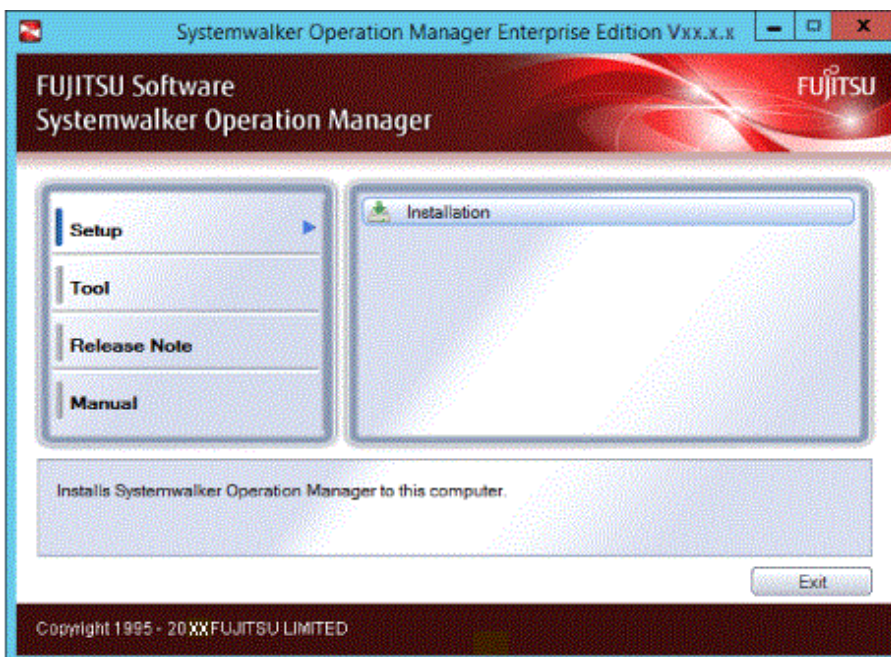 Systemwalker Operation Manager Enterprise Edition Vxx.x.x
FUJITSU Software
Systemwalker Operation Manager
FUJITSU
Setup
Tool
Release Note
Manual
Installation
Installs Systemwalker Operation Manager to this computer.
Exit
Copyright 1995 - 20XX FUJITSU LIMITED